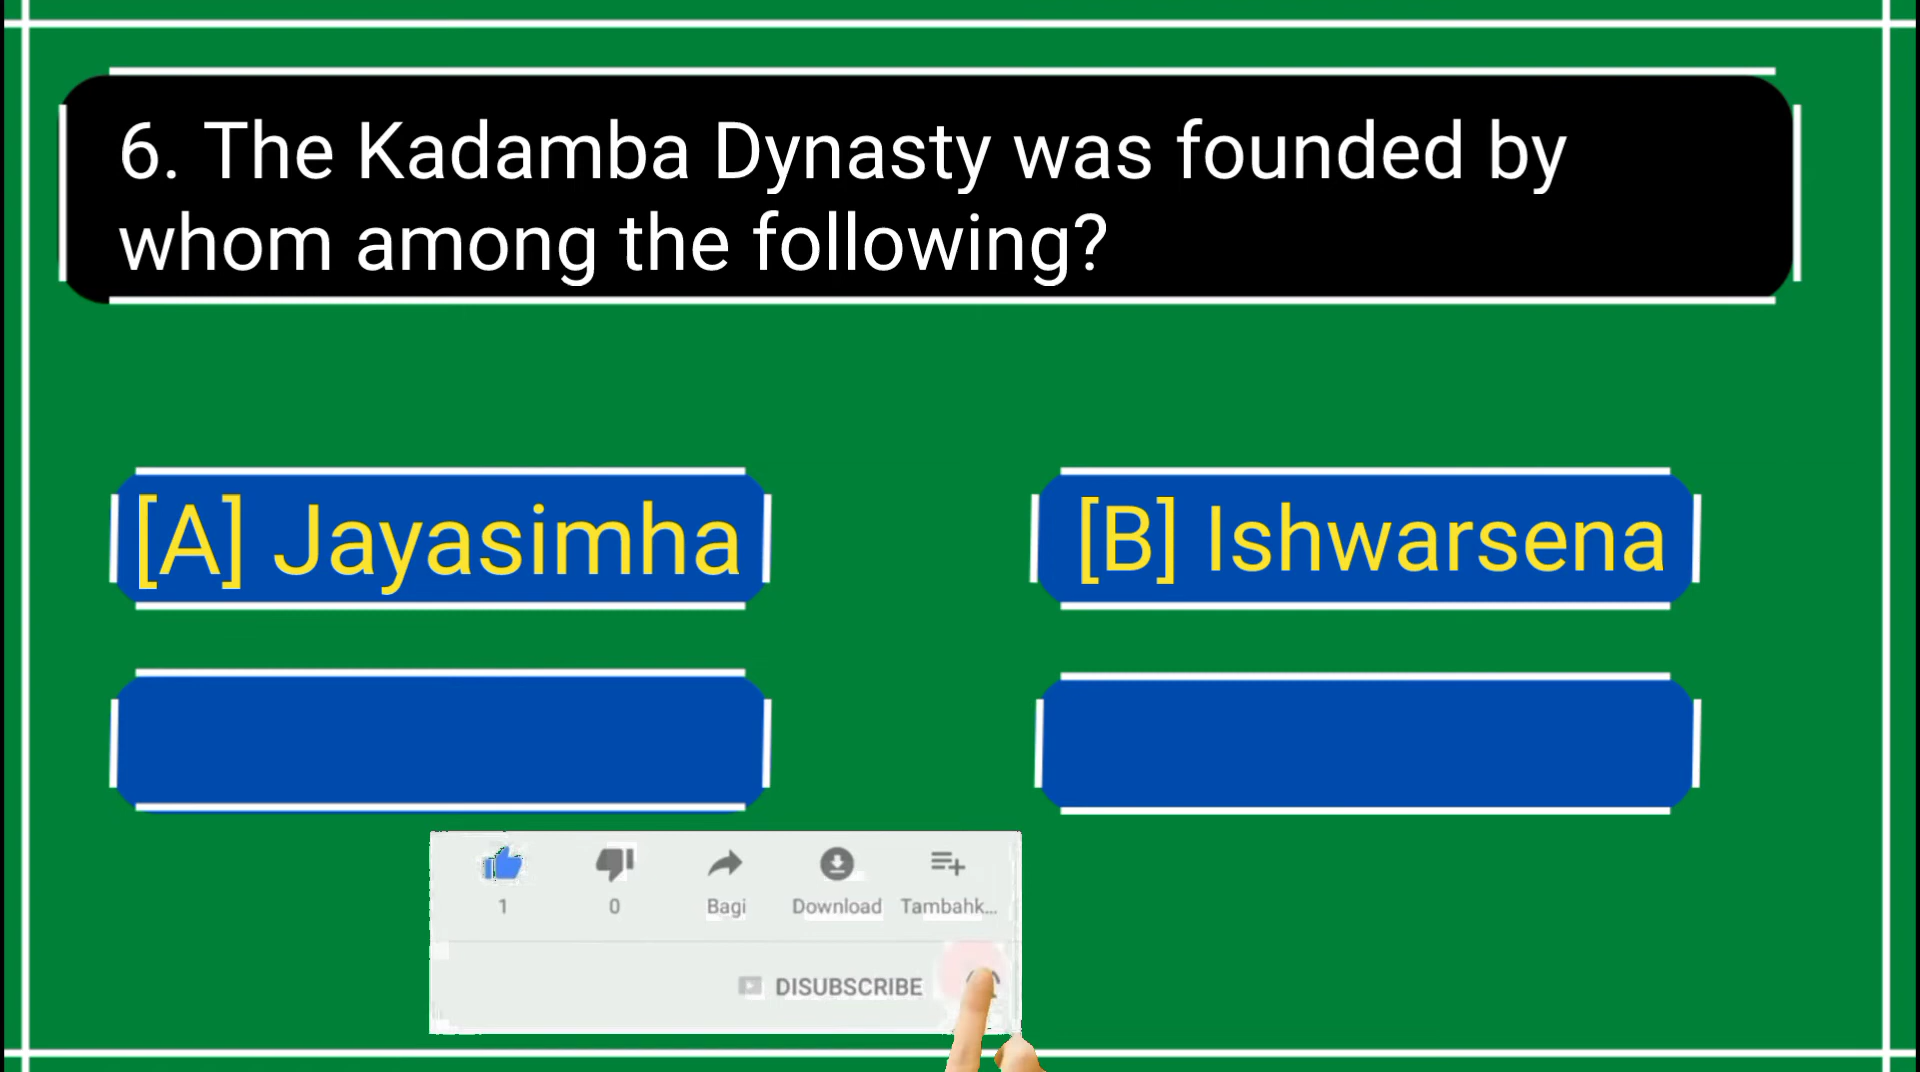 6. The Kadamba Dynasty was founded by
whom among the following?
[A] Jayasimha
[B] Ishwarsena
1
0
Bagi
Download
Tambahk...
DISUBSCRIBE